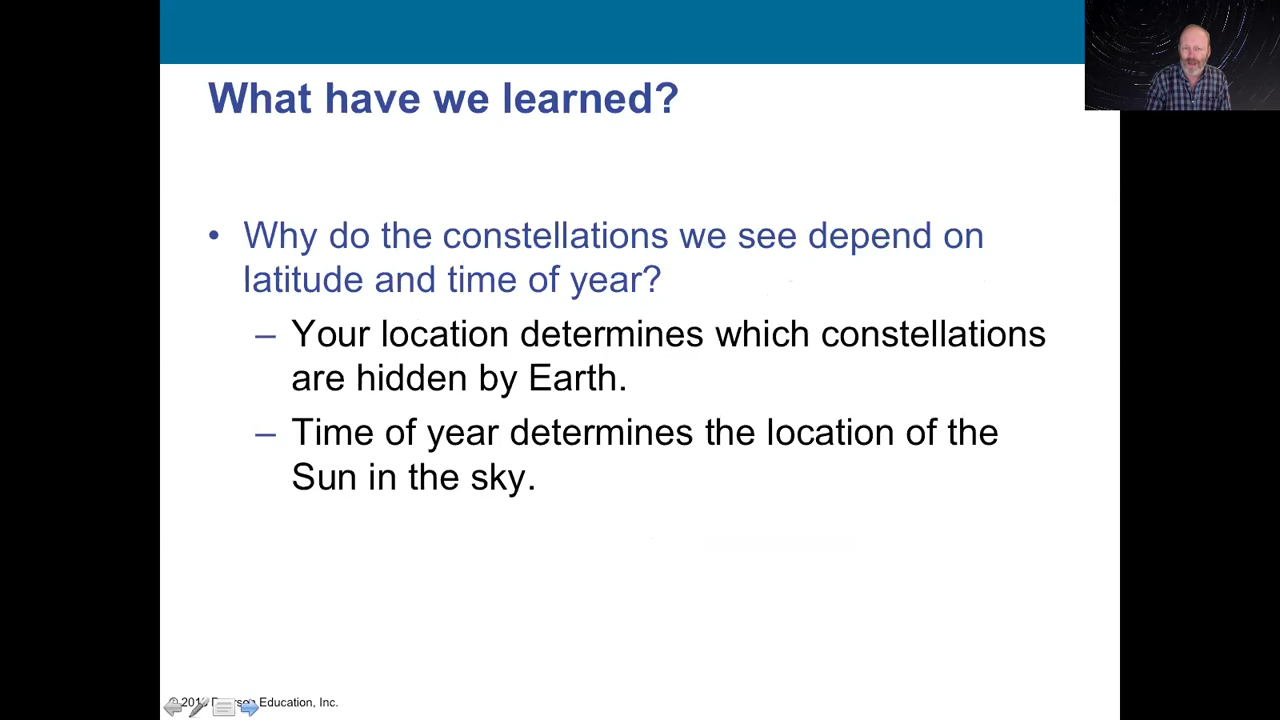 What have we learned?
• Why do the constellations we see depend on
latitude and time of year?
– Your location determines which constellations
are hidden by Earth.
– Time of year determines the location of the
Sun in the sky.
Education, Inc.